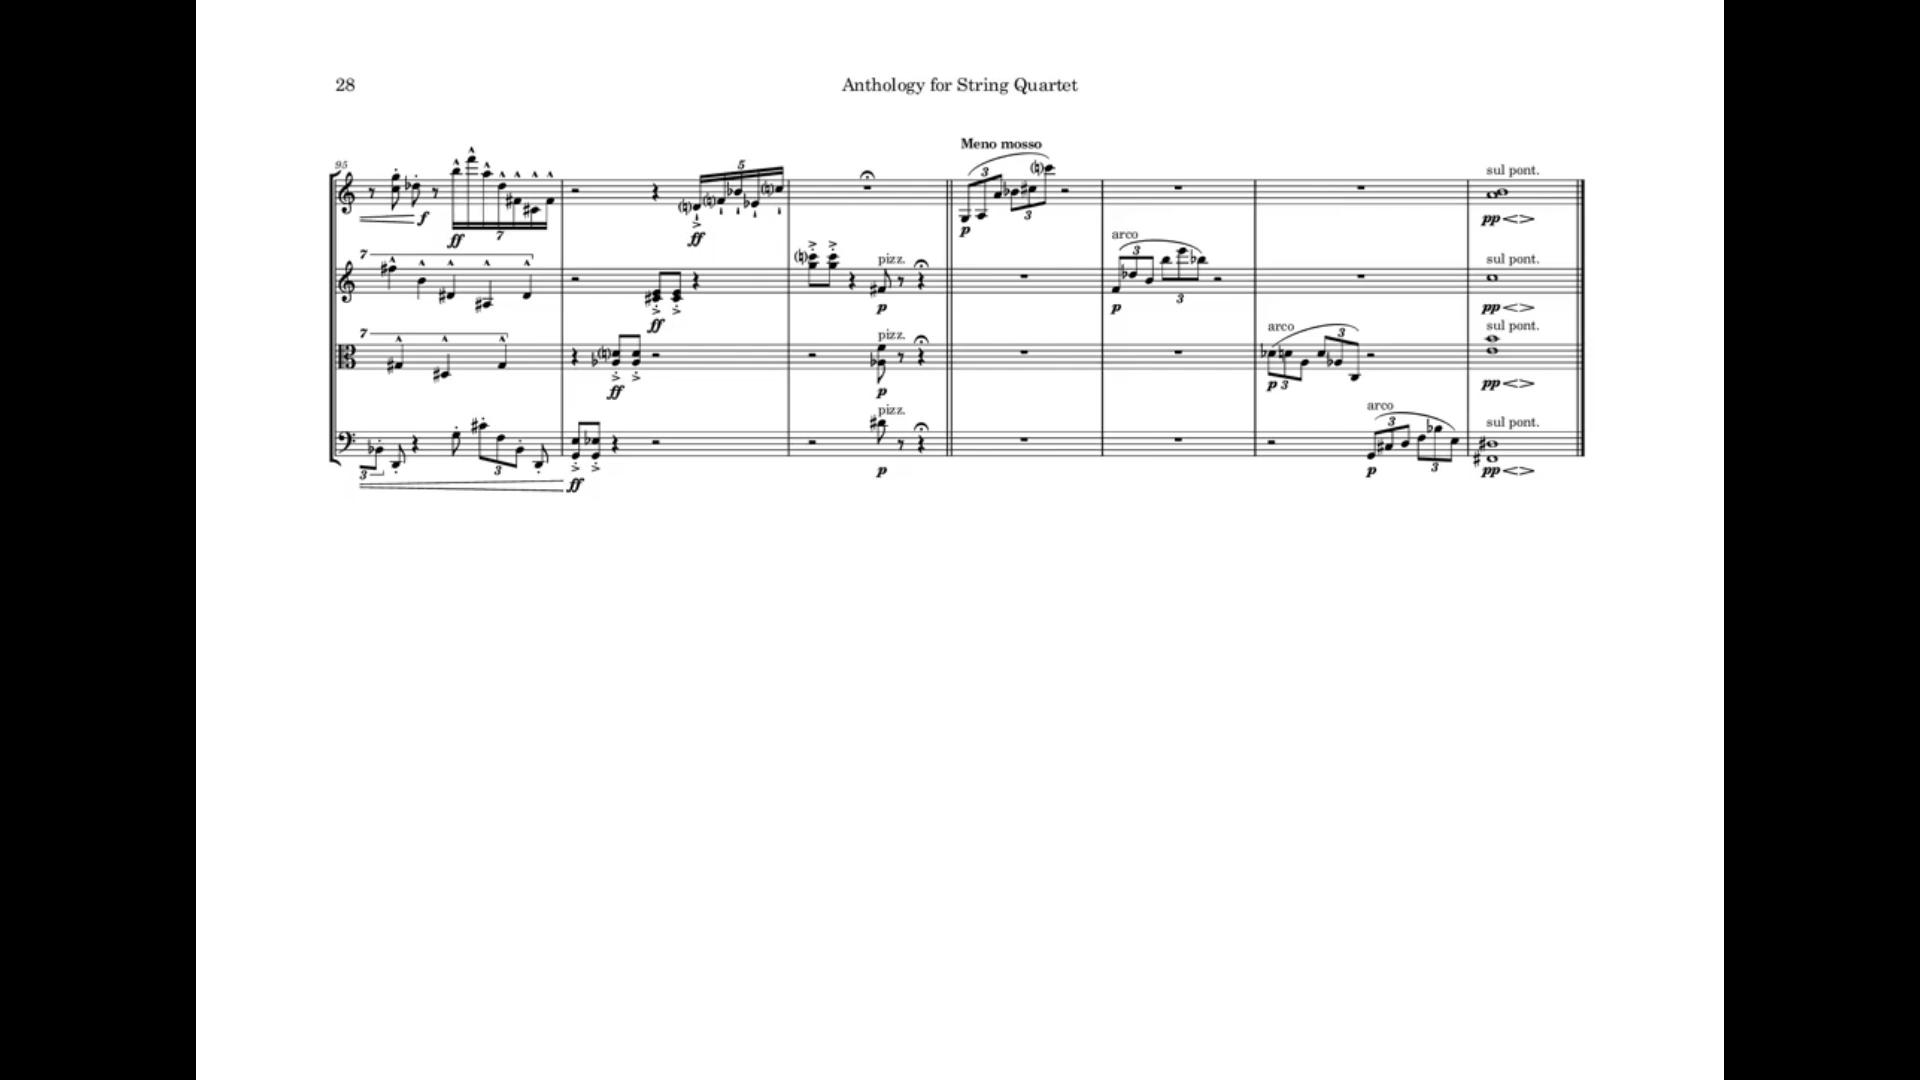 28
Anthology for String Quartet
Meno mosso
95
3
5
sul pont.
f
3
ff
7
ff
p
pp
arco
7
pizz.
3
sul pont.
3
ff
p
p
pp
7
pizz.
arco
3
sul pont.
ff
p
p 3
pp
pizz.
arco
3
sul pont.
3
3
3
ff
p
p
pp